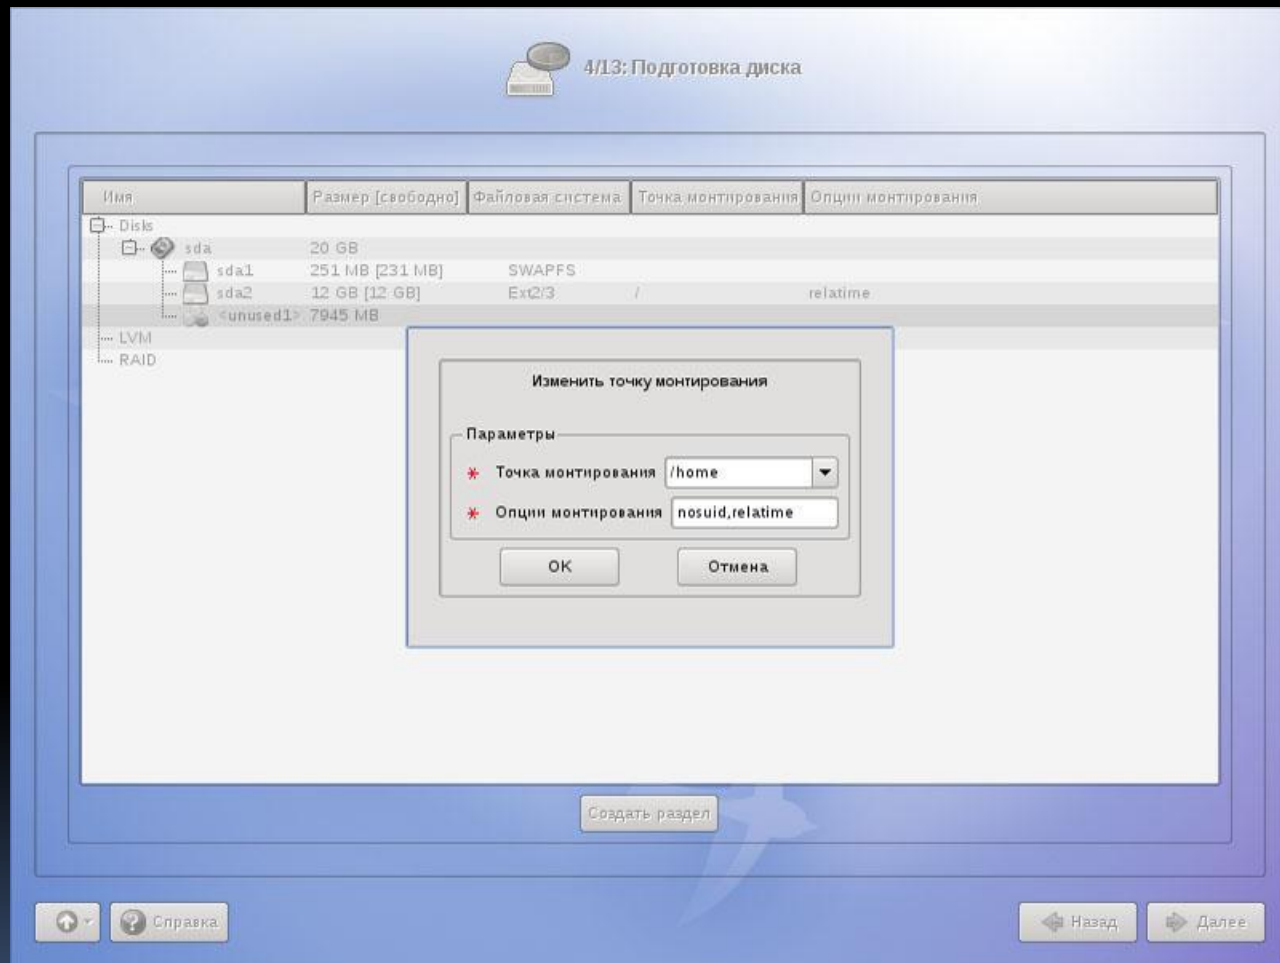 4/13: Подготовка диска
Имя Размер [свободно] Файловая система Точка монтирования Опции монтирования
Disks
sda 20 GB
sda1 251 MB [231 MB] SWAPFS
sda2 12 GB [12 GB] Ext2/3 / relatime
<unused1> 7945 MB
LVM
RAID
Изменить точку монтирования
Параметры
* Точка монтирования /home
* Опции монтирования nosuid,relatime
OK Отмена
Создать раздел
Справка Назад Далее